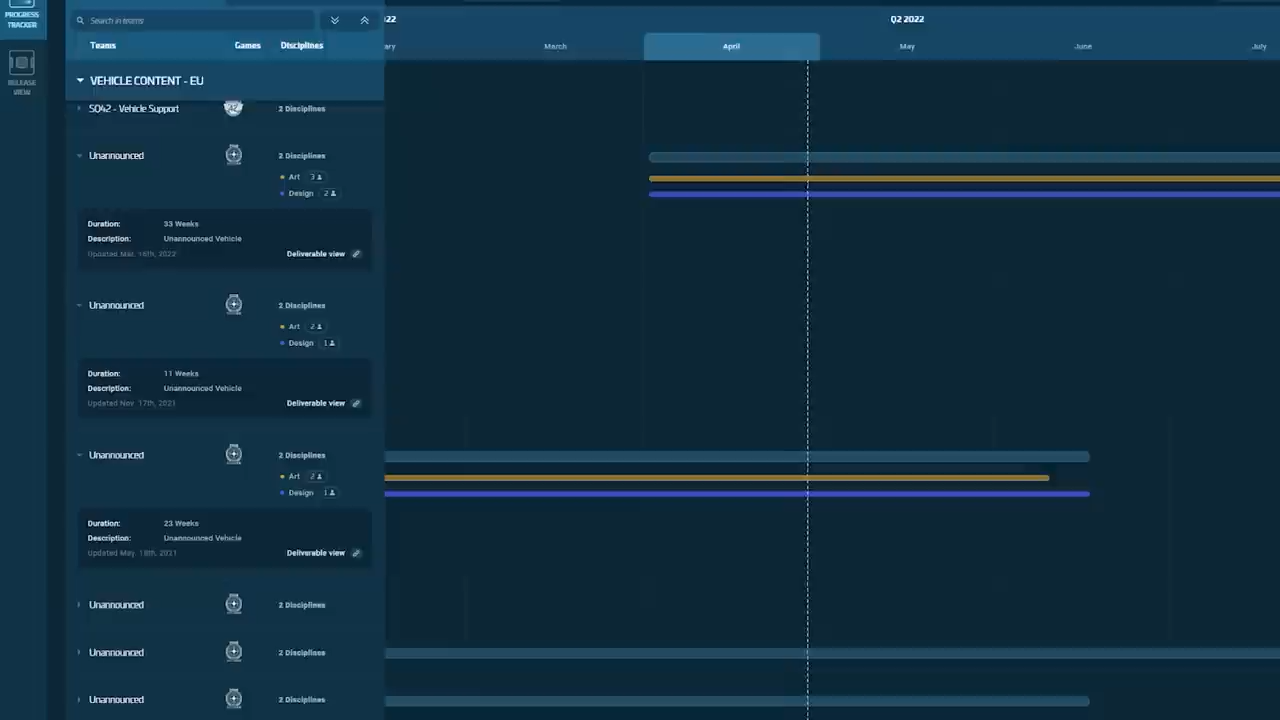 PROGRESS
TRACKER
RELEASE
VIEW
Search in teams
Teams Games Disciplines
22 Q2 2022
ary March April May June July
VEHICLE CONTENT - EU
SQ42 - Vehicle Support 2 Disciplines
Unannounced 2 Disciplines
Art 3
Design 2
Duration: 33 Weeks
Description: Unannounced Vehicle
Updated Mar. 16th, 2022 Deliverable view
Unannounced 2 Disciplines
Art 2
Design 1
Duration: 11 Weeks
Description: Unannounced Vehicle
Updated Nov. 17th, 2021 Deliverable view
Unannounced 2 Disciplines
Art 2
Design 1
Duration: 23 Weeks
Description: Unannounced Vehicle
Updated May. 18th, 2021 Deliverable view
Unannounced 2 Disciplines
Unannounced 2 Disciplines
Unannounced 2 Disciplines